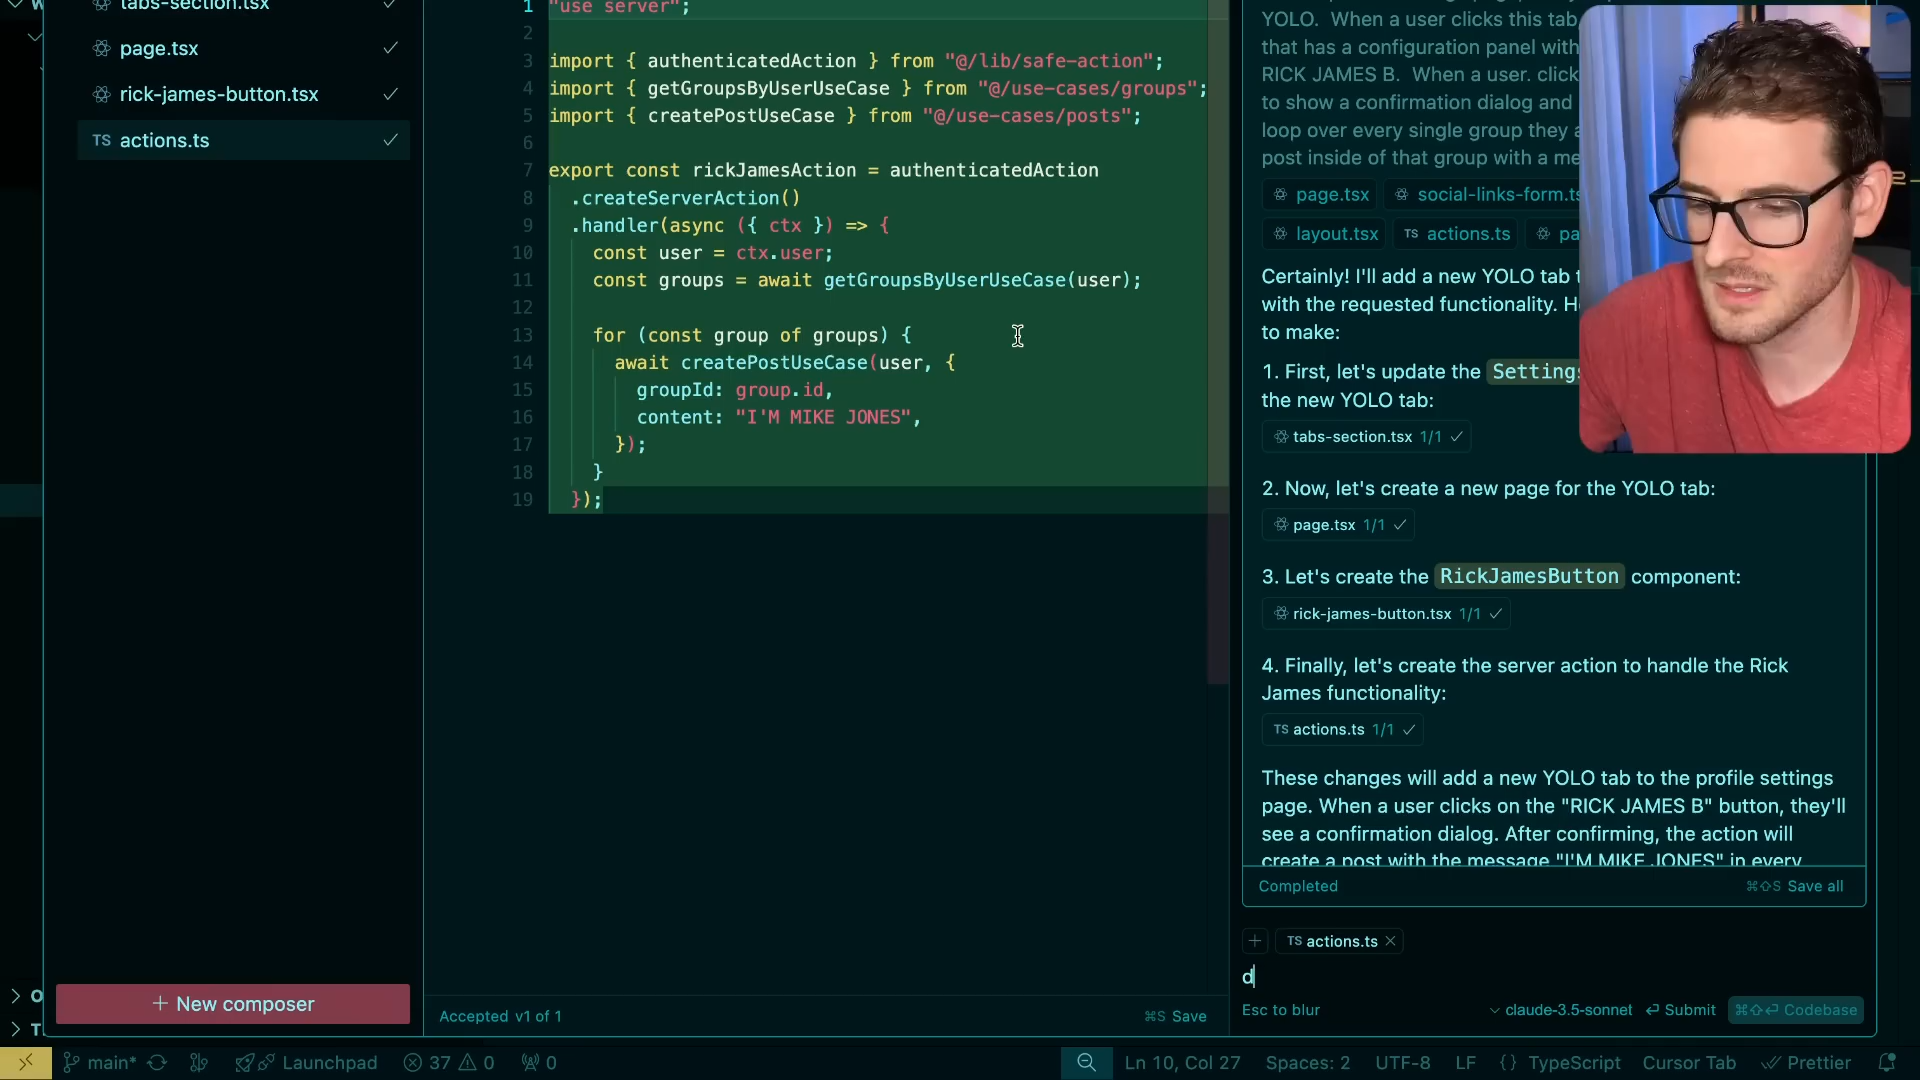 tabs-section.tsx
page.tsx
rick-james-button.tsx
TS actions.ts
New composer
1 "use server";
2
3 import { authenticatedAction } from "@/lib/safe-action";
4 import { getGroupsByUserUseCase } from "@/use-cases/groups";
5 import { createPostUseCase } from "@/use-cases/posts";
6
7 export const rickJamesAction = authenticatedAction
8 .createServerAction()
9 .handler(async ({ ctx }) => {
10 const user = ctx.user;
11 const groups = await getGroupsByUserUseCase(user);
12
13 for (const group of groups) {
14 await createPostUseCase(user, {
15 groupId: group.id,
16 content: "I'M MIKE JONES",
17 });
18 }
19 });
Accepted v1 of 1
⌘S Save
YOLO. When a user clicks this tab
that has a configuration panel with
RICK JAMES B. When a user. click
to show a confirmation dialog and
loop over every single group they
post inside of that group with a
page.tsx social-links-form.ts
layout.tsx TS actions.ts
Certainly! I'll add a new YOLO tab
with the requested functionality.
to make:
1. First, let's update the Settings
the new YOLO tab:
tabs-section.tsx 1/1
2. Now, let's create a new page for the YOLO tab:
page.tsx 1/1
3. Let's create the RickJamesButton component:
rick-james-button.tsx 1/1
4. Finally, let's create the server action to handle the Rick
James functionality:
TS actions.ts 1/1
These changes will add a new YOLO tab to the profile settings
page. When a user clicks on the "RICK JAMES B" button, they'll
see a confirmation dialog. After confirming, the action will
create a post with the message "I'M MIKE JONES" in every
Completed
⌘⇧S Save all
TS actions.ts
d
Esc to blur
claude-3.5-sonnet
⏎ Submit
⌘⇧⏎ Codebase
main*
Launchpad
37 0
0
Ln 10, Col 27
Spaces: 2
UTF-8
LF
{} TypeScript
Cursor Tab
Prettier